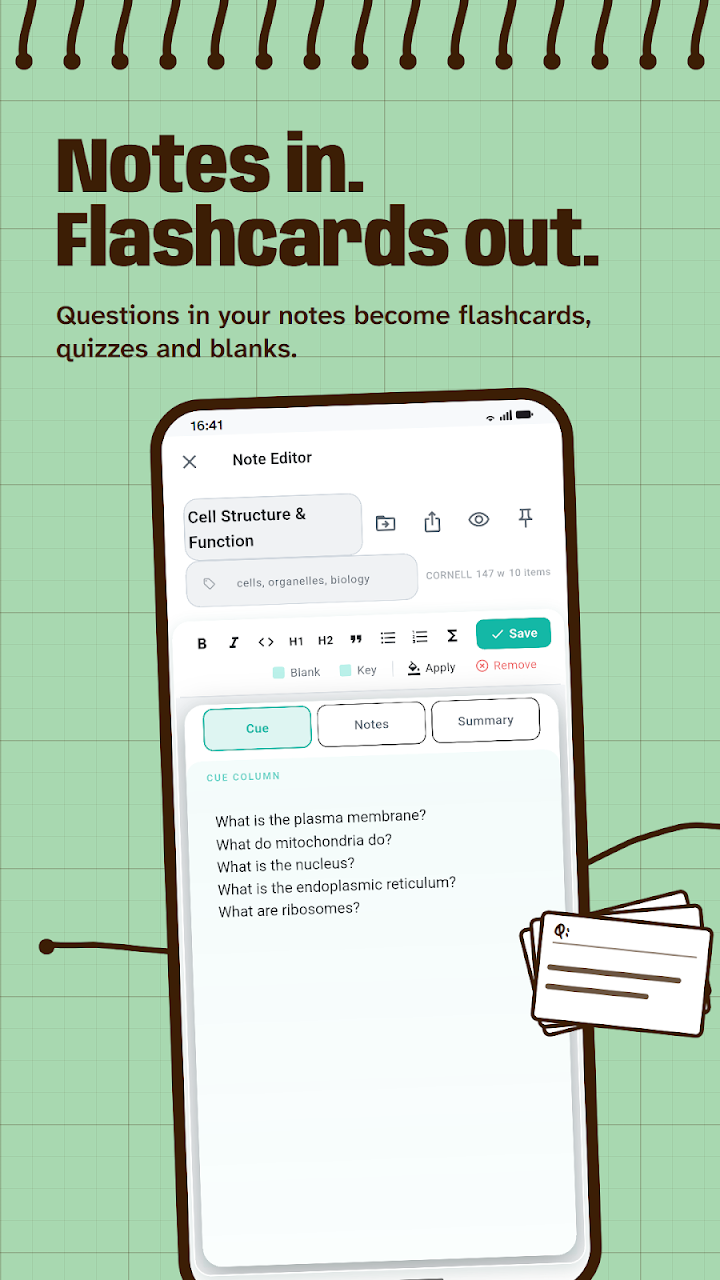 Notes in.
Flashcards out.
Questions in your notes become flashcards,
quizzes and blanks.
16:41
Note Editor
Cell Structure &
Function
cells, organelles, biology
CORNELL 147 w 10 items
B I <> H1 H2 Σ Save
Blank Key Apply Remove
Cue Notes Summary
CUE COLUMN
What is the plasma membrane?
What do mitochondria do?
What is the nucleus?
What is the endoplasmic reticulum?
What are ribosomes?
Q: